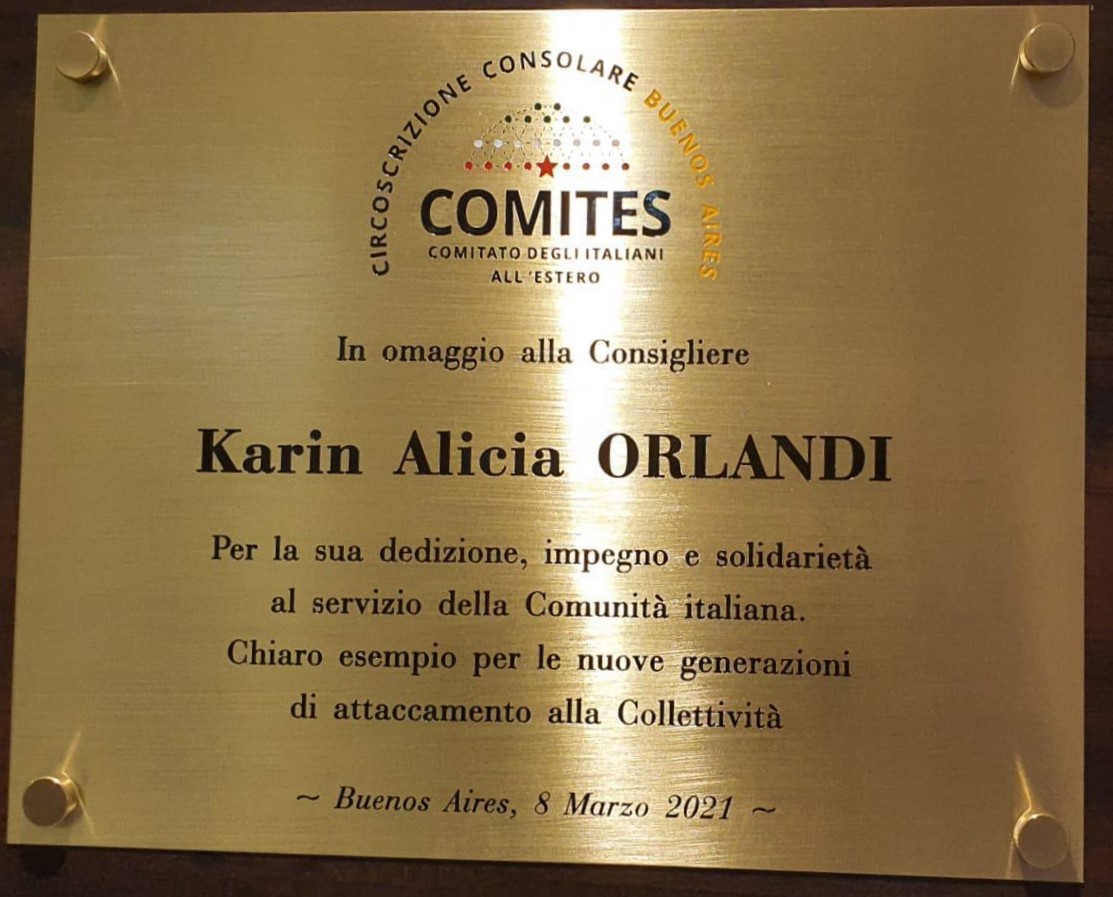 CIRCOSCRIZIONE CONSOLARE BUENOS AIRES
COMITES
COMITATO DEGLI ITALIANI
ALL'ESTERO
In omaggio alla Consigliere
Karin Alicia ORLANDI
Per la sua dedizione, impegno e solidarietà
al servizio della Comunità italiana.
Chiaro esempio per le nuove generazioni
di attaccamento alla Collettività
~ Buenos Aires, 8 Marzo 2021 ~